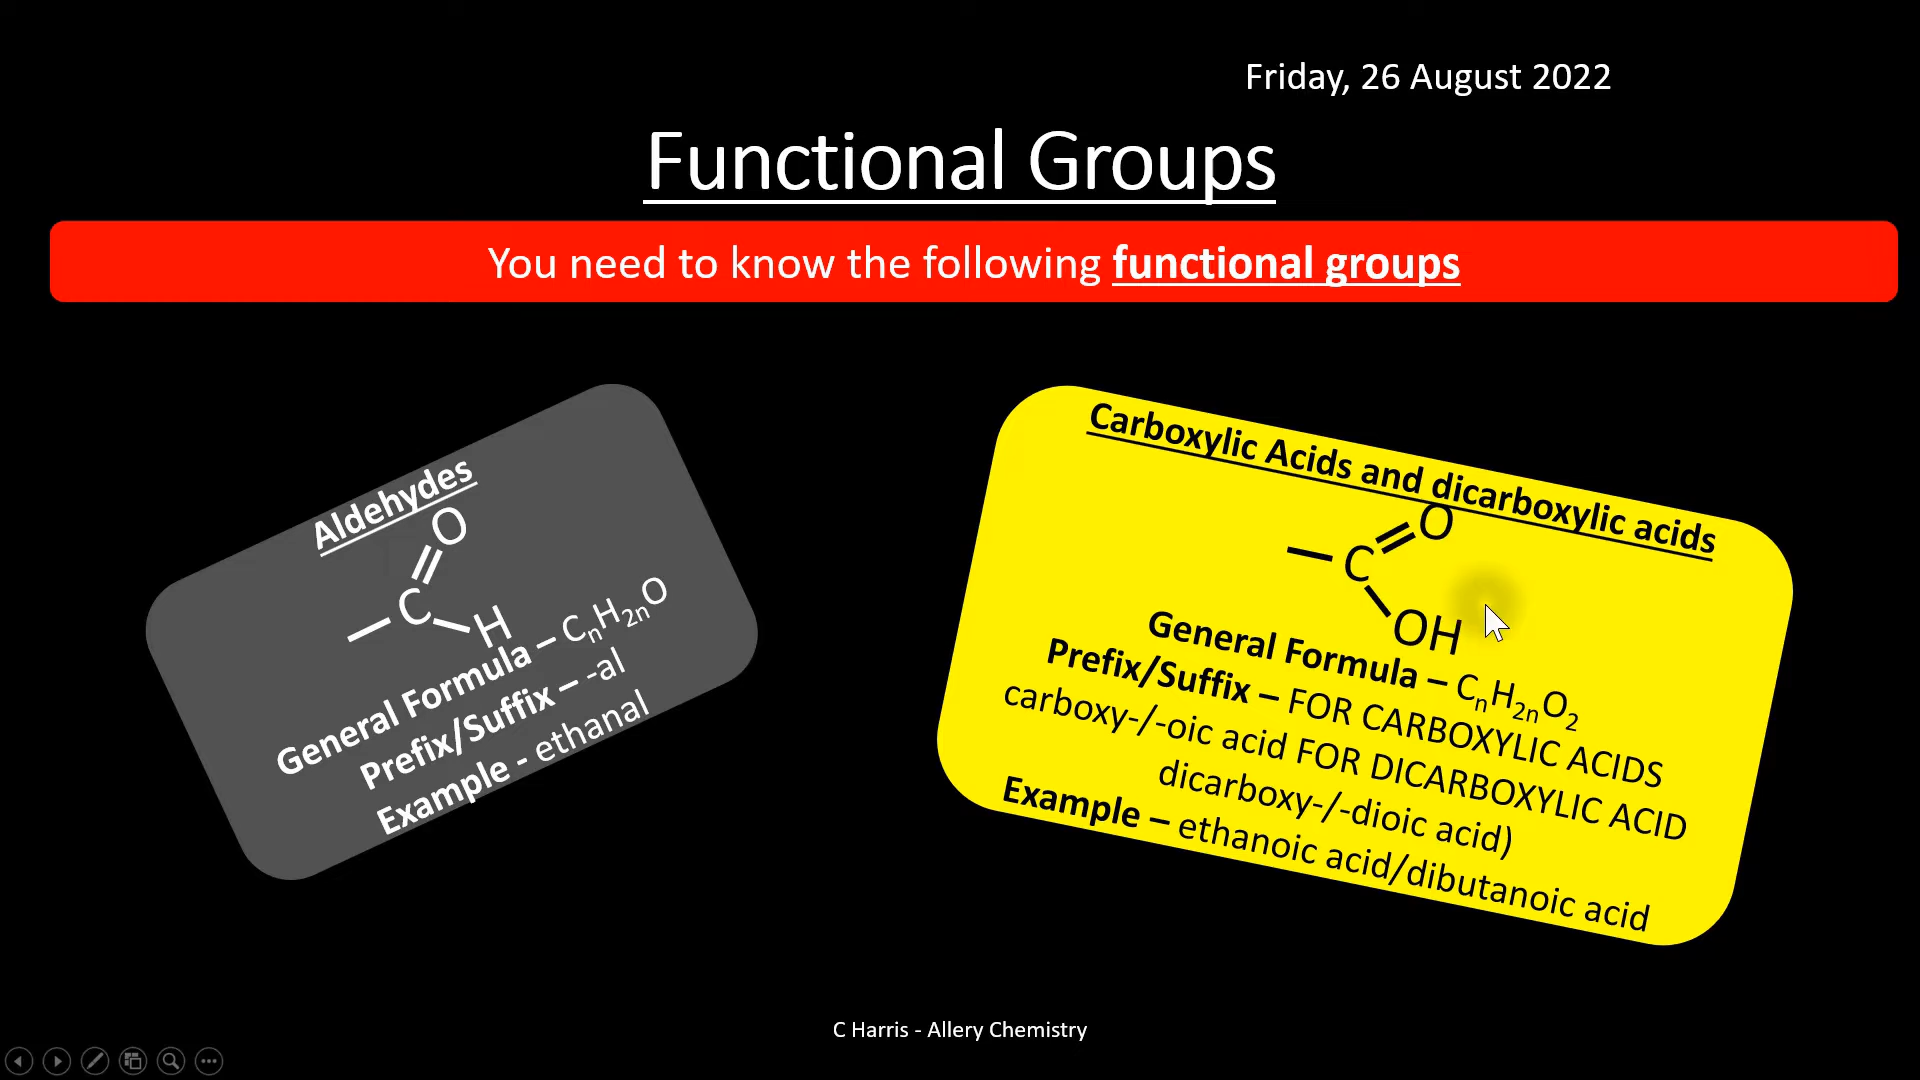 Friday, 26 August 2022
Functional Groups
You need to know the following functional groups
Aldehydes
O
C
H
General Formula – CnH2nO
Prefix/Suffix – -al
Example - ethanal
Carboxylic Acids and dicarboxylic acids
O
C
OH
General Formula – CnH2nO2
Prefix/Suffix – FOR CARBOXYLIC ACIDS
carboxy-/-oic acid FOR DICARBOXYLIC ACID
dicarboxy-/-dioic acid)
Example – ethanoic acid/dibutanoic acid
C Harris - Allery Chemistry